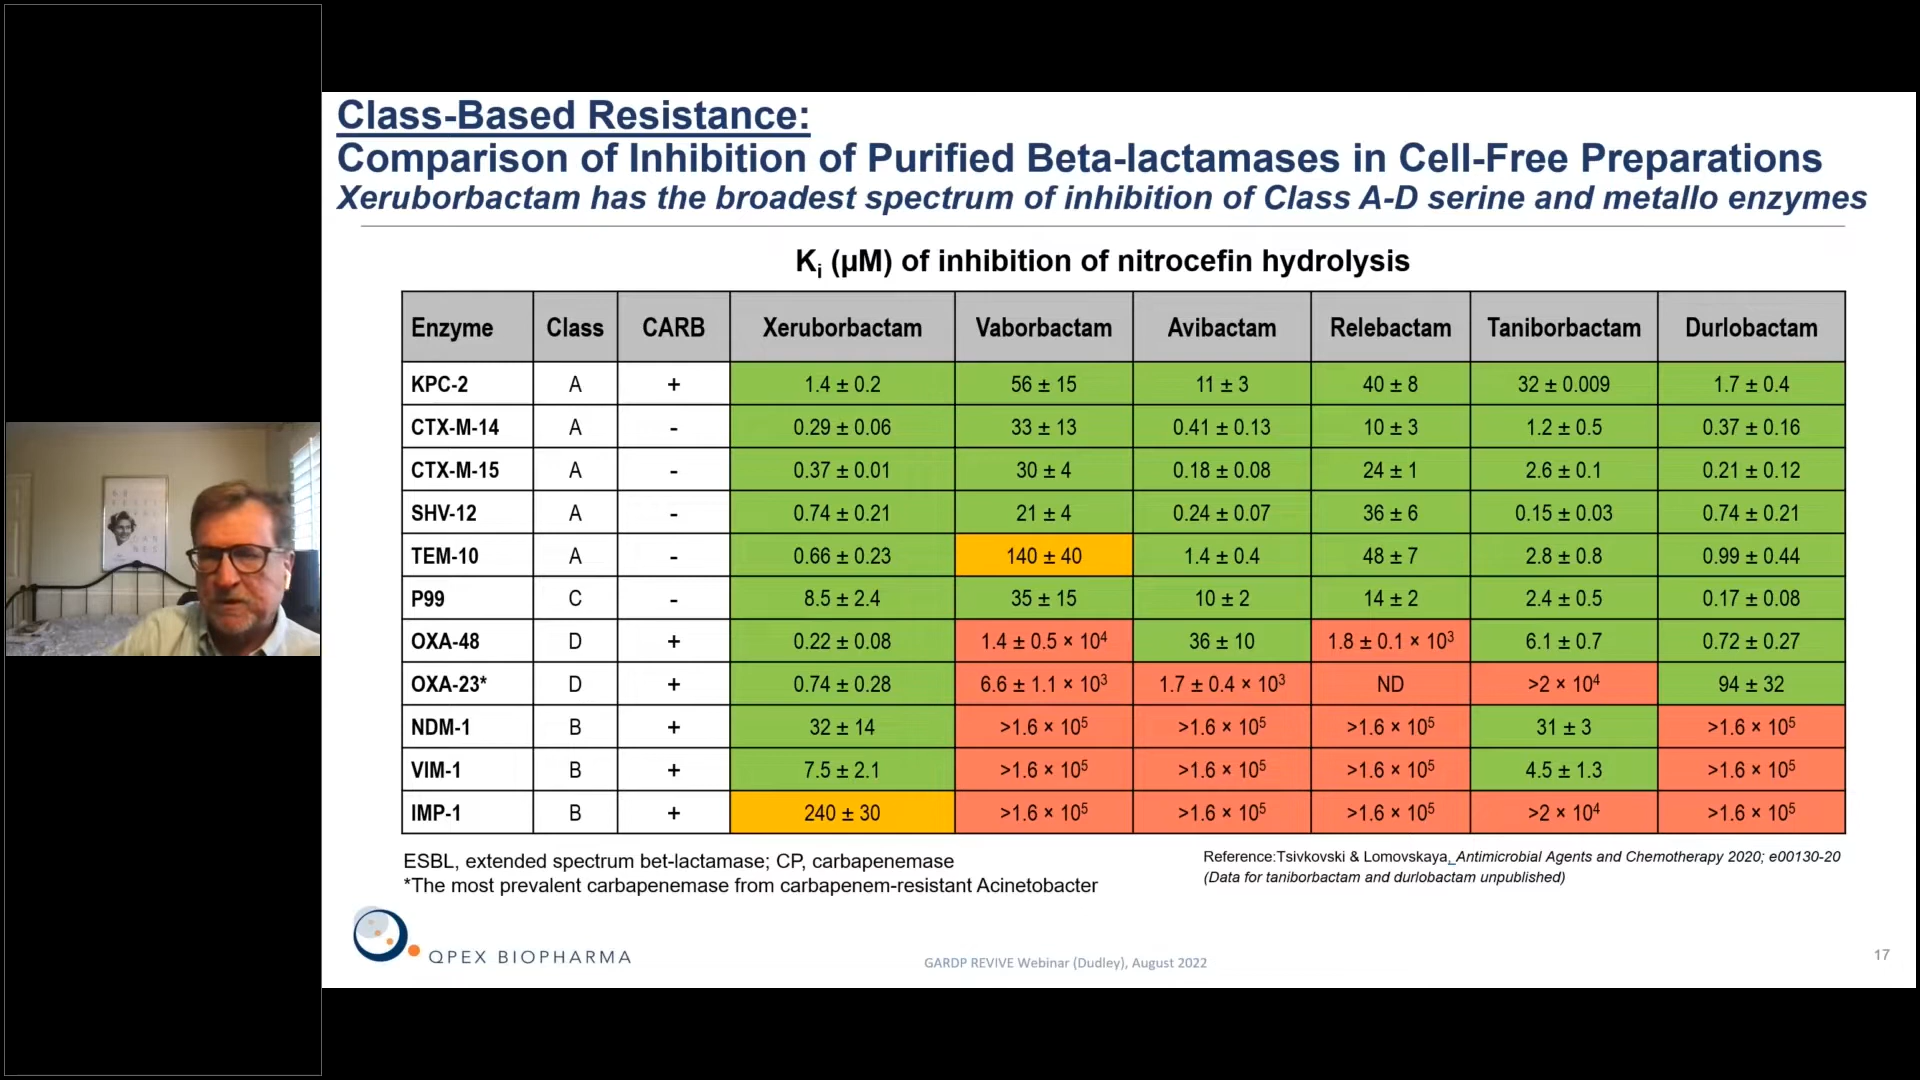 Class-Based Resistance:
Comparison of Inhibition of Purified Beta-lactamases in Cell-Free Preparations
Xeruborbactam has the broadest spectrum of inhibition of Class A-D serine and metallo enzymes
Ki (µM) of inhibition of nitrocefin hydrolysis
Enzyme Class CARB Xeruborbactam Vaborbactam Avibactam Relebactam Taniborbactam Durlobactam
KPC-2 A + 1.4 ± 0.2 56 ± 15 11 ± 3 40 ± 8 32 ± 0.009 1.7 ± 0.4
CTX-M-14 A - 0.29 ± 0.06 33 ± 13 0.41 ± 0.13 10 ± 3 1.2 ± 0.5 0.37 ± 0.16
CTX-M-15 A - 0.37 ± 0.01 30 ± 4 0.18 ± 0.08 24 ± 1 2.6 ± 0.1 0.21 ± 0.12
SHV-12 A - 0.74 ± 0.21 21 ± 4 0.24 ± 0.07 36 ± 6 0.15 ± 0.03 0.74 ± 0.21
TEM-10 A - 0.66 ± 0.23 140 ± 40 1.4 ± 0.4 48 ± 7 2.8 ± 0.8 0.99 ± 0.44
P99 C - 8.5 ± 2.4 35 ± 15 10 ± 2 14 ± 2 2.4 ± 0.5 0.17 ± 0.08
OXA-48 D + 0.22 ± 0.08 1.4 ± 0.5 × 10⁴ 36 ± 10 1.8 ± 0.1 × 10³ 6.1 ± 0.7 0.72 ± 0.27
OXA-23* D + 0.74 ± 0.28 6.6 ± 1.1 × 10³ 1.7 ± 0.4 × 10³ ND >2 × 10⁴ 94 ± 32
NDM-1 B + 32 ± 14 >1.6 × 10⁵ >1.6 × 10⁵ >1.6 × 10⁵ 31 ± 3 >1.6 × 10⁵
VIM-1 B + 7.5 ± 2.1 >1.6 × 10⁵ >1.6 × 10⁵ >1.6 × 10⁵ 4.5 ± 1.3 >1.6 × 10⁵
IMP-1 B + 240 ± 30 >1.6 × 10⁵ >1.6 × 10⁵ >1.6 × 10⁵ >2 × 10⁴ >1.6 × 10⁵
ESBL, extended spectrum bet-lactamase; CP, carbapenemase
*The most prevalent carbapenemase from carbapenem-resistant Acinetobacter
Reference:Tsivkovski & Lomovskaya, Antimicrobial Agents and Chemotherapy 2020; e00130-20
(Data for taniborbactam and durlobactam unpublished)
QPEX BIOPHARMA
GARDP REVIVE Webinar (Dudley), August 2022
17